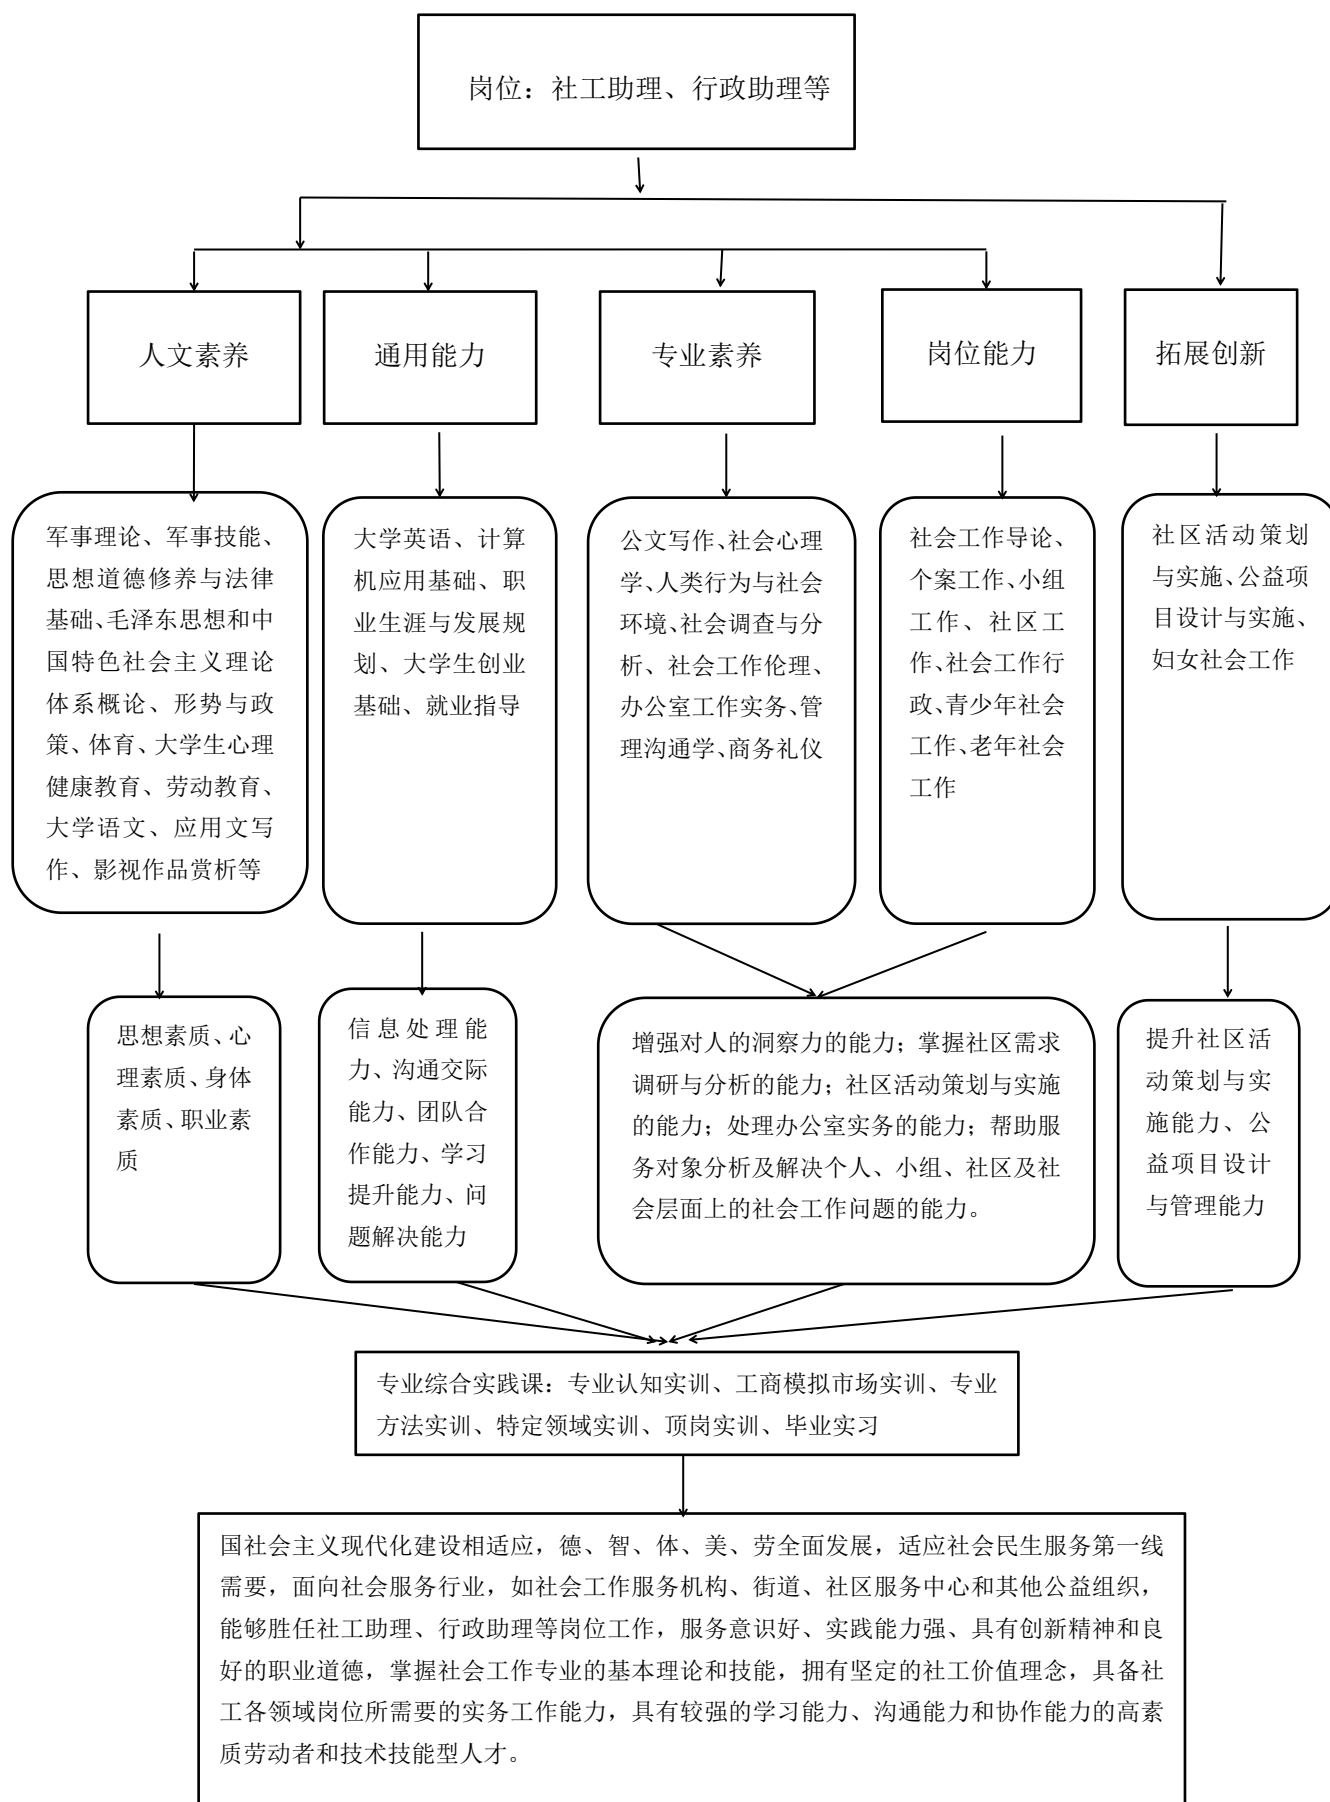 岗位：社工助理、行政助理等
人文素养
通用能力
专业素养
岗位能力
拓展创新
军事理论、军事技能、
思想道德修养与法律
基础、毛泽东思想和中
国特色社会主义理论
体系概论、形势与政
策、体育、大学生心理
健康教育、劳动教育、
大学语文、应用文写
作、影视作品赏析等
大学英语、计算
机应用基础、职
业生涯与发展规
划、大学生创业
基础、就业指导
公文写作、社会心理
学、人类行为与社会
环境、社会调查与分
析、社会工作伦理、
办公室工作实务、管
理沟通学、商务礼仪
社会工作导论、
个案工作、小组
工作、社区工
作、社会工作行
政、青少年社会
工作、老年社会
工作
社区活动策划
与实施、公益项
目设计与实施、
妇女社会工作
思想素质、心
理素质、身体
素质、职业素
质
信息处理能
力、沟通交际
能力、团队合
作能力、学习
提升能力、问
题解决能力
增强对人的洞察力的能力；掌握社区需求
调研与分析的能力；社区活动策划与实施
的能力；处理办公室实务的能力；帮助服
务对象分析及解决个人、小组、社区及社
会层面上的社会工作问题的能力。
提升社区活
动策划与实
施能力、公
益项目设计
与管理能力
专业综合实践课：专业认知实训、工商模拟市场实训、专业
方法实训、特定领域实训、顶岗实训、毕业实习
国社会主义现代化建设相适应，德、智、体、美、劳全面发展，适应社会民生服务第一线
需要，面向社会服务行业，如社会工作服务机构、街道、社区服务中心和其他公益组织，
能够胜任社工助理、行政助理等岗位工作，服务意识好、实践能力强、具有创新精神和良
好的职业道德，掌握社会工作专业的基本理论和技能，拥有坚定的社工价值理念，具备社
工各领域岗位所需要的实务工作能力，具有较强的学习能力、沟通能力和协作能力的高素
质劳动者和技术技能型人才。